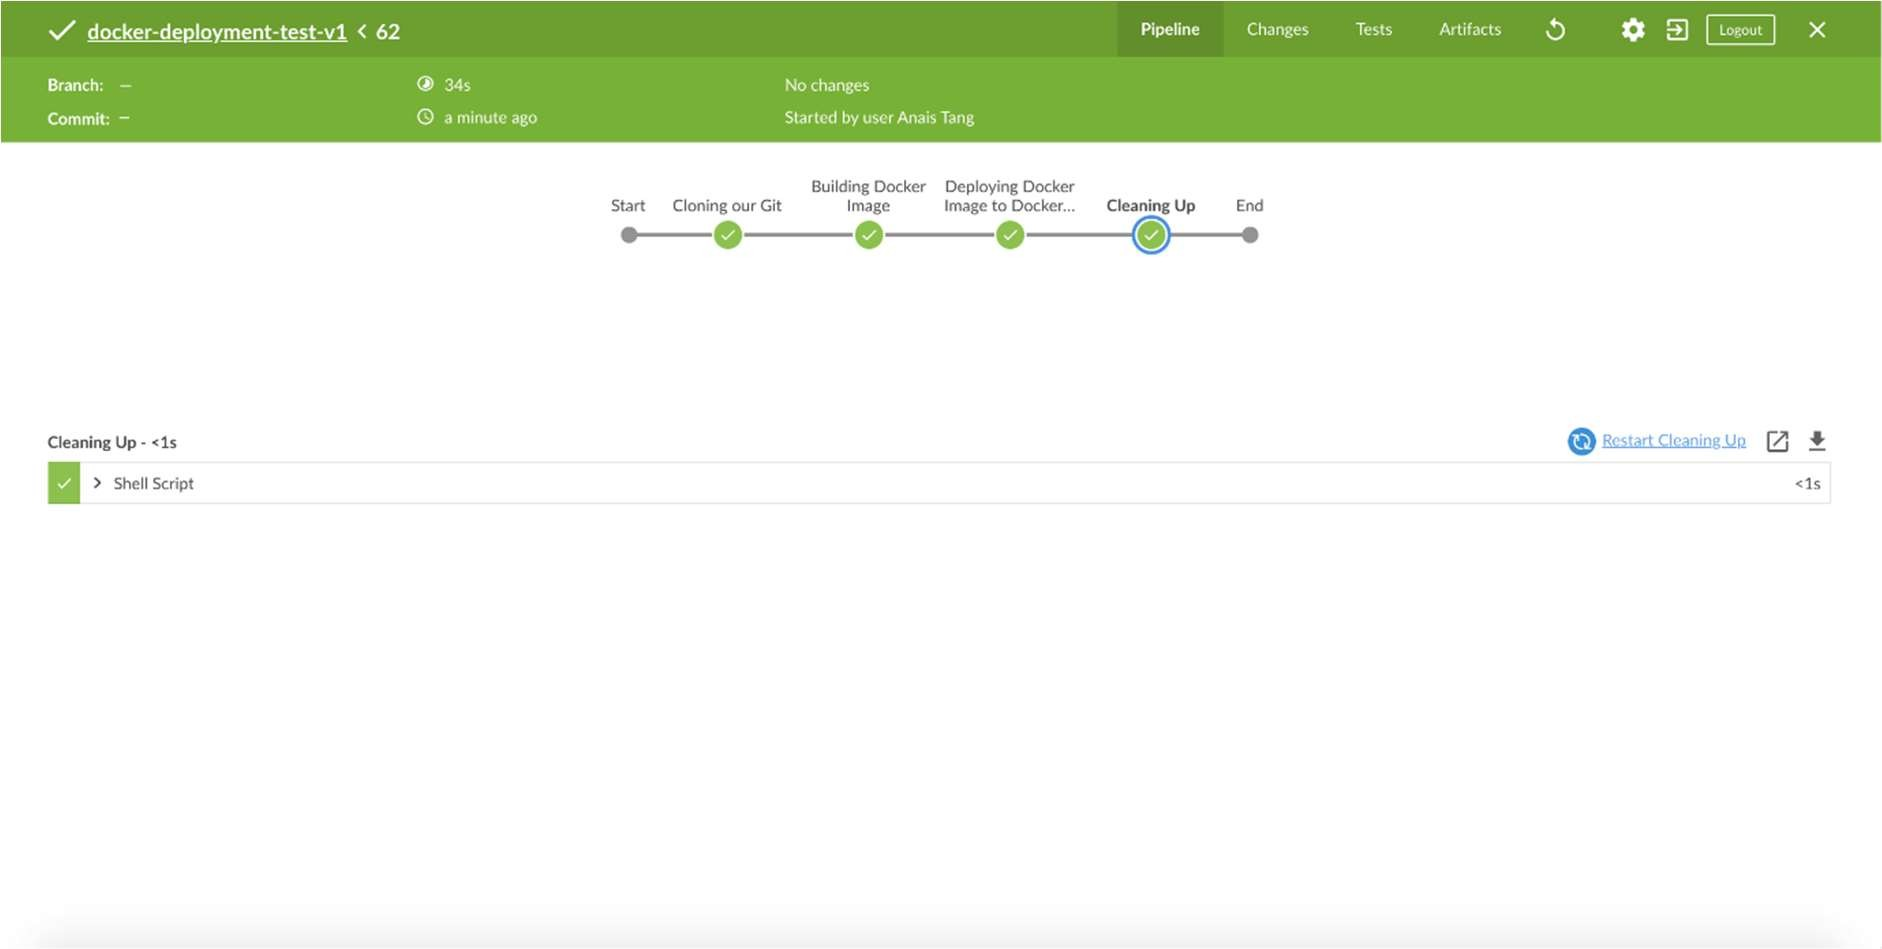 docker-deployment-test-v1 < 62
Pipeline
Changes
Tests
Artifacts
Logout
Branch: —
34s
No changes
Commit: —
a minute ago
Started by user Anais Tang
Start
Cloning our Git
Building Docker
Image
Deploying Docker
Image to Docker...
Cleaning Up
End
Cleaning Up - <1s
Restart Cleaning Up
Shell Script
<1s